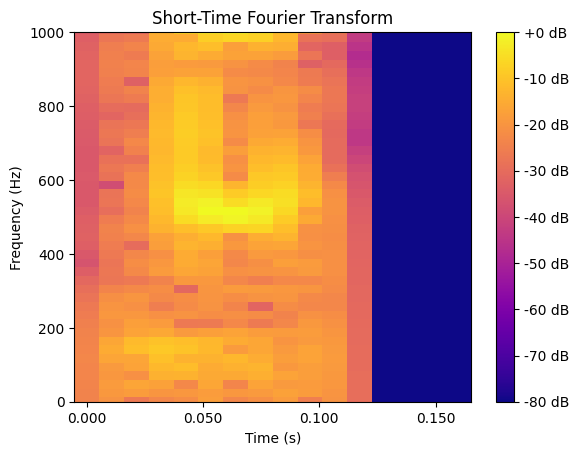 Short-Time Fourier Transform
Frequency (Hz)
1000
800
600
400
200
0
0.000
0.050
0.100
0.150
Time (s)
+0 dB
-10 dB
-20 dB
-30 dB
-40 dB
-50 dB
-60 dB
-70 dB
-80 dB